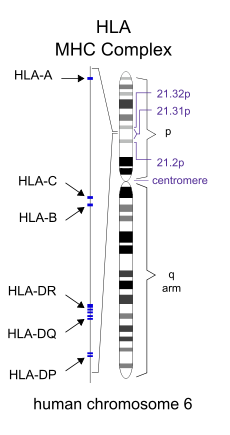 HLA
MHC Complex
HLA-A
21.32p
21.31p
p
21.2p
HLA-C
centromere
HLA-B
q
arm
HLA-DR
HLA-DQ
HLA-DP
human chromosome 6